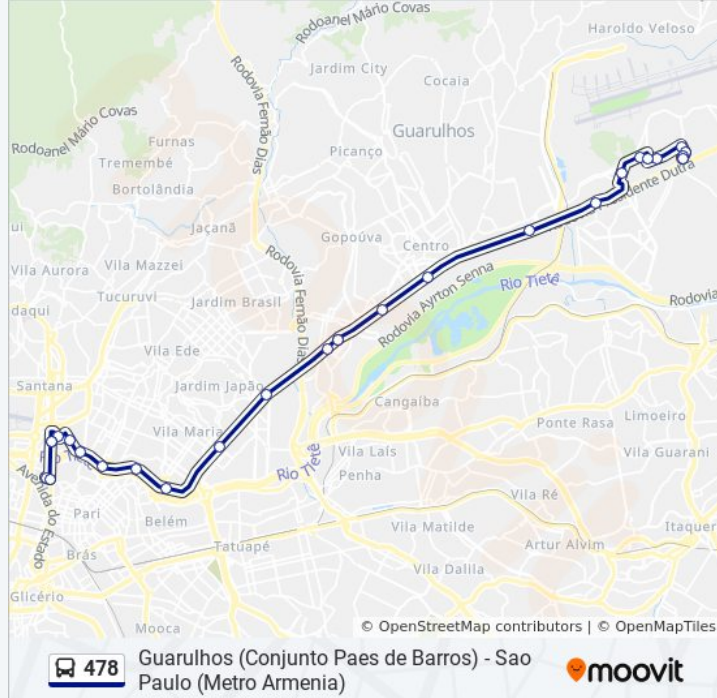 Rodoanel Mário Covas
Haroldo Veloso
Jardim City
Cocaia
Rodovia Fernão Dias
Guarulhos
Rodoanel Mário Covas
Furnas
Picanço
Tremembé
Bortolândia
Presidente Dutra
Jaçanã
Gopoúva
Centro
Vila Mazzei
Vila Aurora
Rodovia Fernão Dias
Rodovia Ayrton Senna
Rio Tietê
Tucuruvi
Jardim Brasil
Rodovia
Vila Ede
Santana
Jardim Japão
Cangaíba
Limoeiro
Ponte Rasa
Vila Maria
Vila Laís
Vila Guarani
Rio Tietê
Penha
Avenida do Estado
Pari
Belém
Vila Ré
Vila Matilde
Itaquer
Brás
Tatuapé
Artur Alvim
Vila Dalila
Glicério
Mooca
© OpenStreetMap contributors | © OpenMapTiles
478
Guarulhos (Conjunto Paes de Barros) - Sao
Paulo (Metro Armenia)
moovit